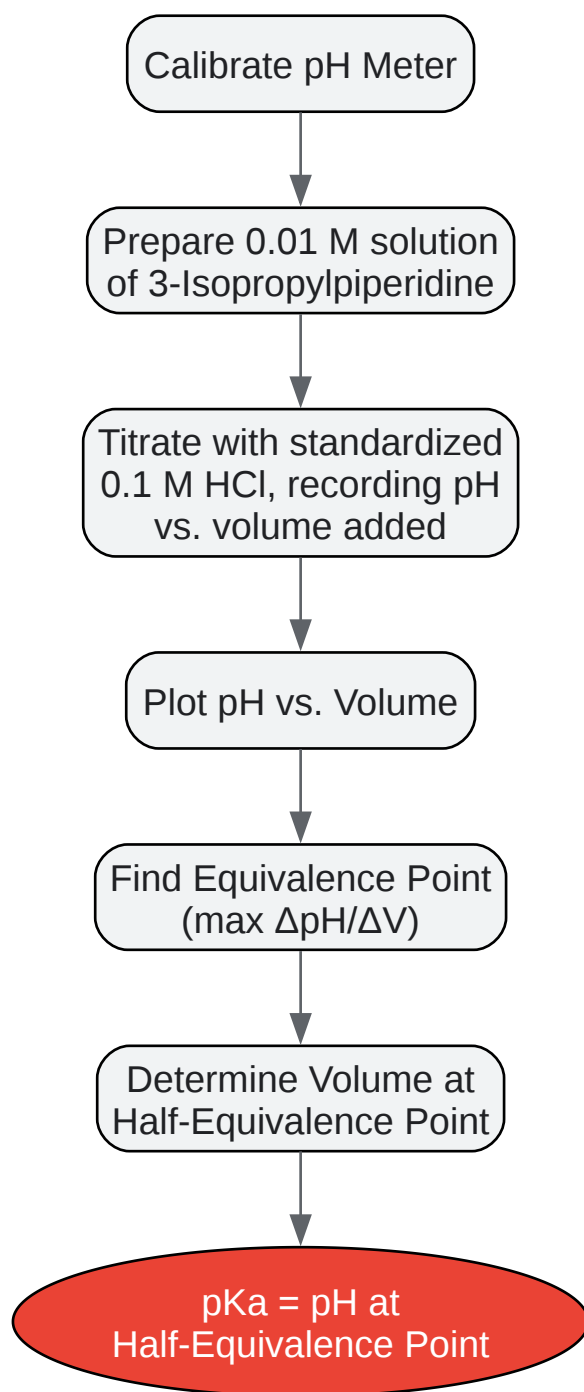 Calibrate pH Meter
Prepare 0.01 M solution
of 3-Isopropylpiperidine
Titrate with standardized
0.1 M HCl, recording pH
vs. volume added
Plot pH vs. Volume
Find Equivalence Point
(max ΔpH/ΔV)
Determine Volume at
Half-Equivalence Point
pKa = pH at
Half-Equivalence Point